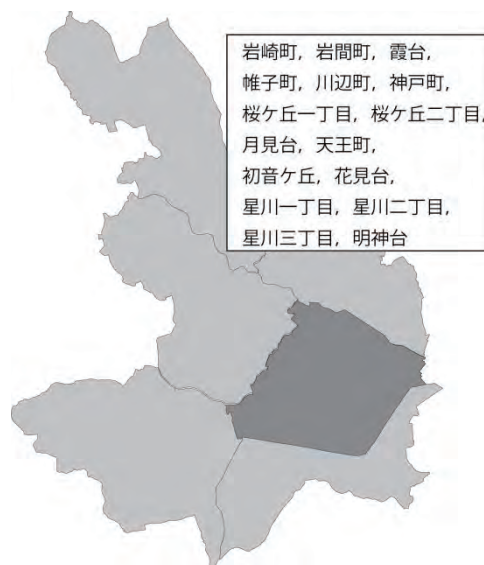 岩崎町，岩間町，霞台，
帷子町，川辺町，神戸町，
桜ケ丘一丁目，桜ケ丘二丁目，
月見台，天王町，
初音ケ丘，花見台，
星川一丁目，星川二丁目，
星川三丁目，明神台